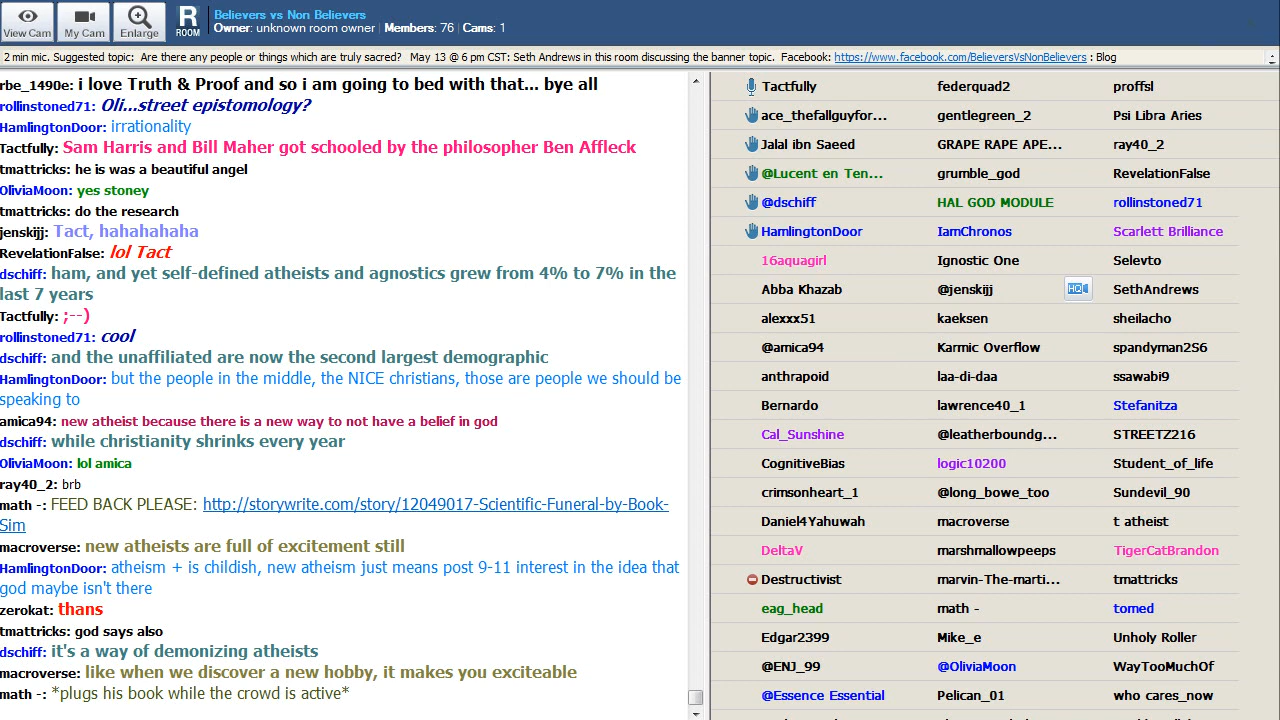 View Cam
My Cam
Enlarge
R
ROOM
Believers vs Non Believers
Owner: unknown room owner | Members: 76 | Cams: 1
2 min mic. Suggested topic: Are there any people or things which are truly sacred? May 13 @ 6 pm CST: Seth Andrews in this room discussing the banner topic. Facebook: https://www.facebook.com/BelieversVsNonBelievers : Blog
rbe_1490e: i love Truth & Proof and so i am going to bed with that... bye all
rollinstoned71: Oli...street epistemology?
HamlingtonDoor: irrationality
Tactfully: Sam Harris and Bill Maher got schooled by the philosopher Ben Affleck
tmattricks: he is was a beautiful angel
OliviaMoon: yes stoney
tmattricks: do the research
jenskijj: Tact, hahahahaha
RevelationFalse: lol Tact
dschiff: ham, and yet self-defined atheists and agnostics grew from 4% to 7% in the
last 7 years
Tactfully: ;--)
rollinstoned71: cool
dschiff: and the unaffiliated are now the second largest demographic
HamlingtonDoor: but the people in the middle, the NICE christians, those are people we should be
speaking to
amica94: new atheist because there is a new way to not have a belief in god
dschiff: while christianity shrinks every year
OliviaMoon: lol amica
ray40_2: brb
math -: FEED BACK PLEASE: http://storywrite.com/story/12049017-Scientific-Funeral-by-Book-
Sim
macroverse: new atheists are full of excitement still
HamlingtonDoor: atheism + is childish, new atheism just means post 9-11 interest in the idea that
god maybe isn't there
zerokat: thans
tmattricks: god says also
dschiff: it's a way of demonizing atheists
macroverse: like when we discover a new hobby, it makes you exciteable
math -: *plugs his book while the crowd is active*
Tactfully federquad2 proffsl
ace_thefallguyfor... gentlegreen_2 Psi Libra Aries
Jalal ibn Saeed GRAPE RAPE APE... ray40_2
@Lucent en Ten... grumble_god RevelationFalse
@dschiff HAL GOD MODULE rollinstoned71
HamlingtonDoor IamChronos Scarlett Brilliance
16aquagirl Ignostic One Selevto
Abba Khazab @jenskijj HQ SethAndrews
alexxx51 kaeksen sheilacho
@amica94 Karmic Overflow spandyman2S6
anthrapoid laa-di-daa ssawabi9
Bernardo lawrence40_1 Stefanitza
Cal_Sunshine @leatherboundg... STREETZ216
CognitiveBias logic10200 Student_of_life
crimsonheart_1 @long_bowe_too Sundevil_90
Daniel4Yahuwah macroverse t atheist
DeltaV marshmallowpeeps TigerCatBrandon
Destructivist marvin-The-marti... tmattricks
eag_head math - tomed
Edgar2399 Mike_e Unholy Roller
@ENJ_99 @OliviaMoon WayTooMuchOf
@Essence Essential Pelican_01 who cares_now